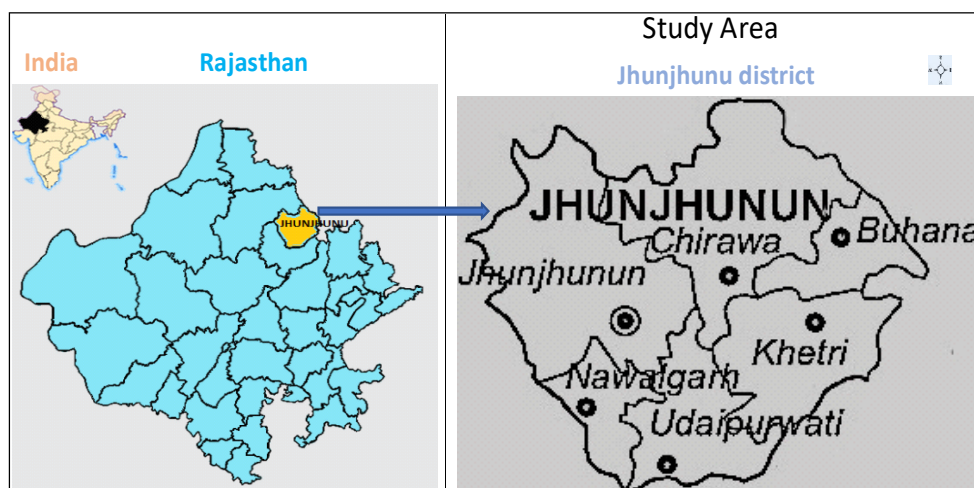 India
Rajasthan
JHUNJHUNU
Study Area
Jhunjhunu district
JHUNJHUNUN
Chirawa
Buhana
Jhunjhunun
Khetri
Nawalgarh
Udaipurwati